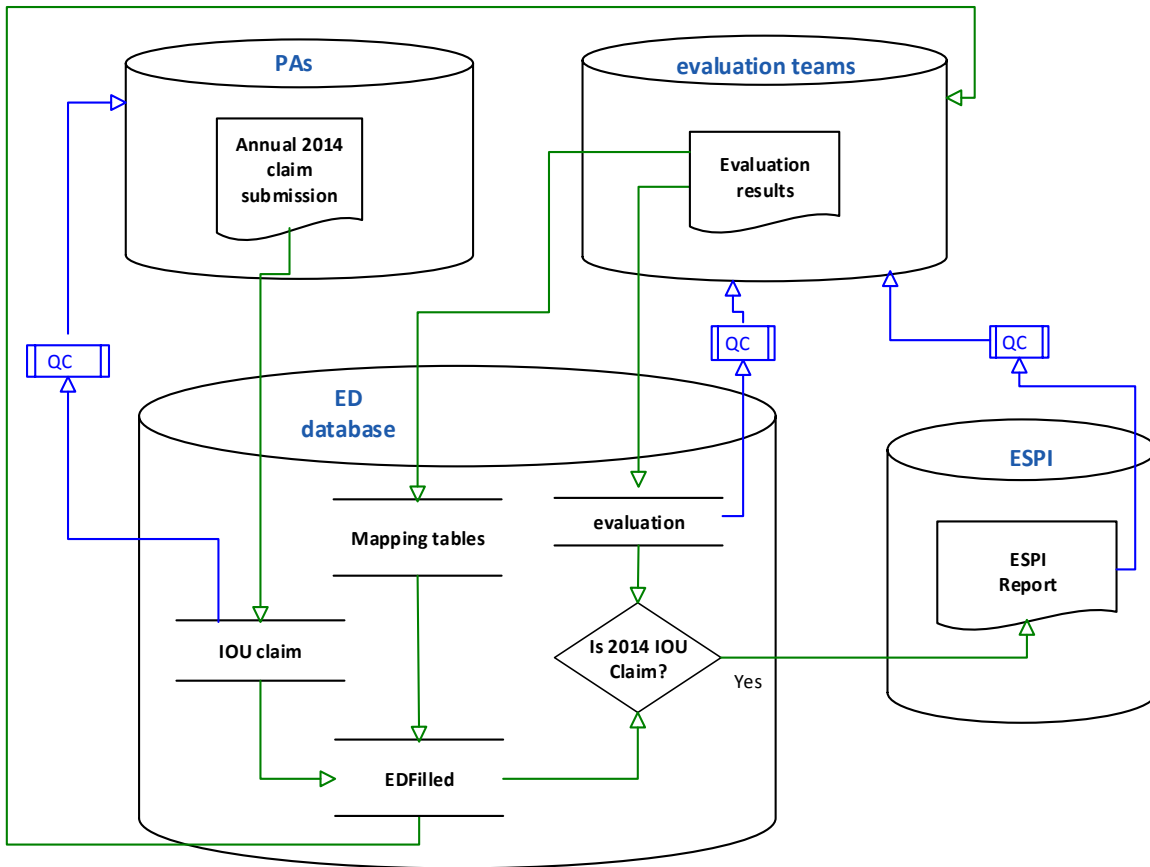 PAs
evaluation teams
Annual 2014
claim
submission
Evaluation
results
QC
QC
QC
ED
database
ESPI
Mapping tables
evaluation
ESPI
Report
IOU claim
Is 2014 IOU
Claim?
Yes
EDFilled